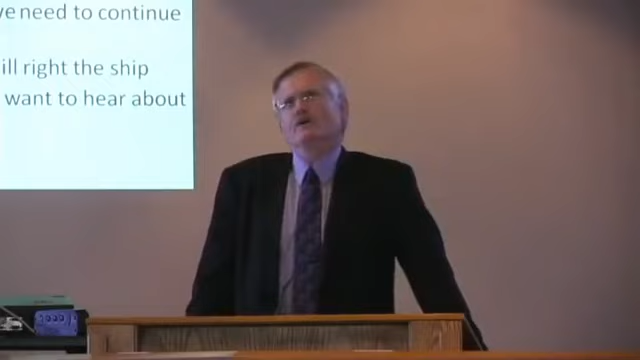 ve need to continue
ill right the ship
want to hear about